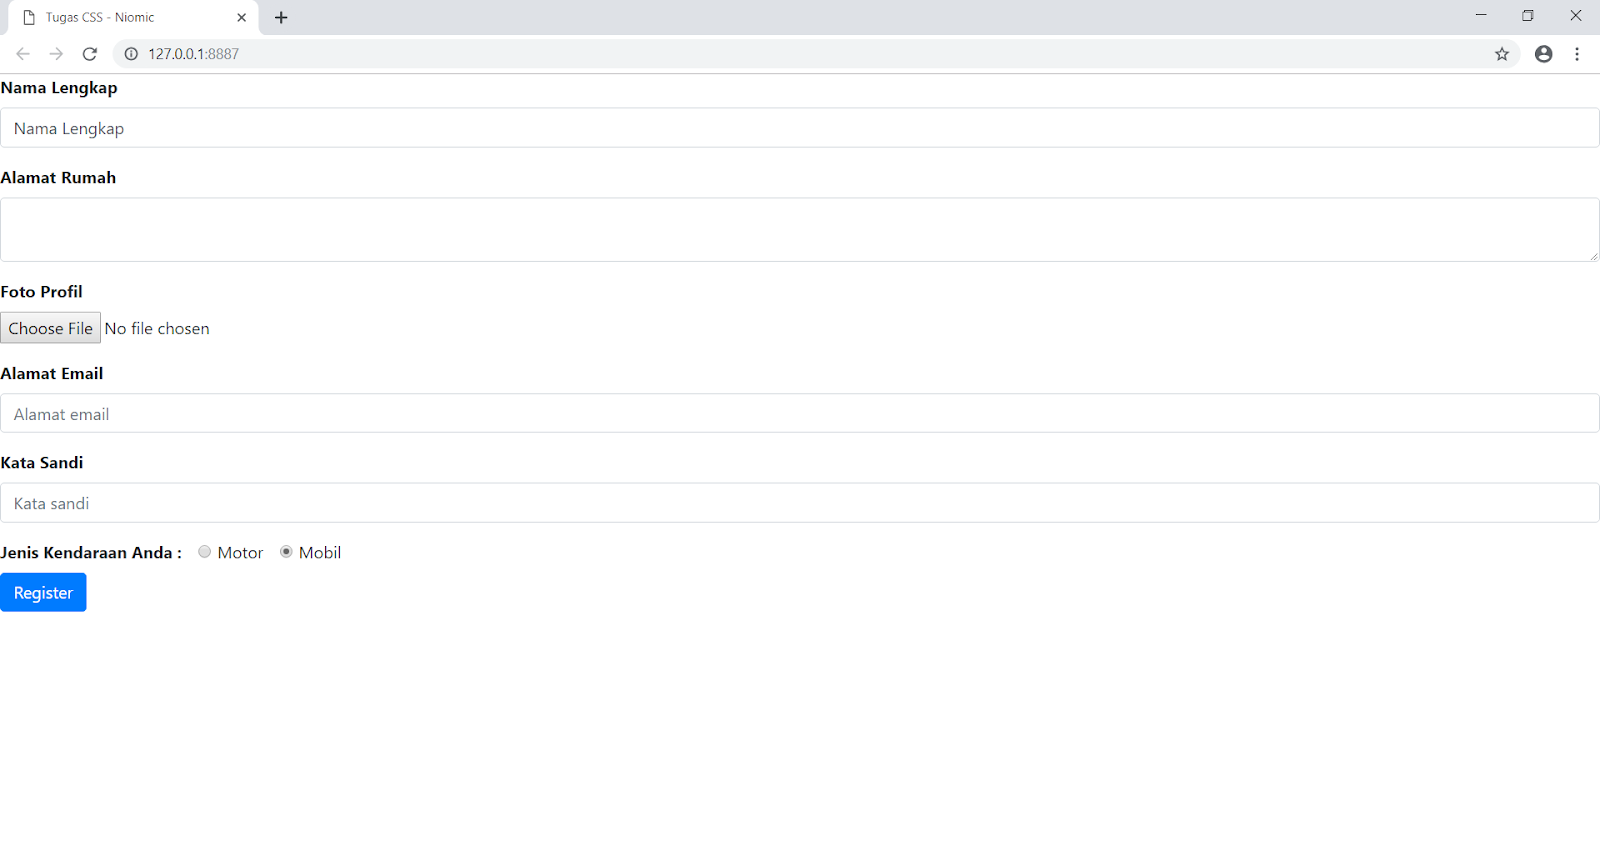 Tugas CSS - Niomic
127.0.0.1:8887
Nama Lengkap
Nama Lengkap
Alamat Rumah
Foto Profil
Choose File No file chosen
Alamat Email
Alamat email
Kata Sandi
Kata sandi
Jenis Kendaraan Anda : Motor Mobil
Register